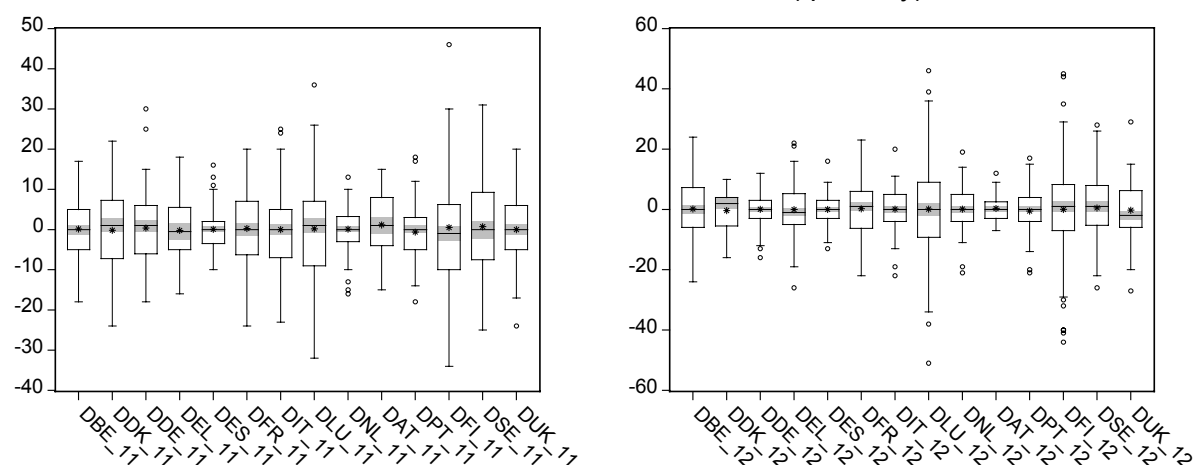 50
40
30
20
10
0
-10
-20
-30
-40
DBE_11
DDK_11
DDE_11
DEL_11
DES_11
DFR_11
DIT_11
DLU_11
DNL_11
DAT_11
DPT_11
DFI_11
DSE_11
DUK_11
60
40
20
0
-20
-40
-60
DBE_12
DDK_12
DDE_12
DEL_12
DES_12
DFR_12
DIT_12
DLU_12
DNL_12
DAT_12
DPT_12
DFI_12
DSE_12
DUK_12